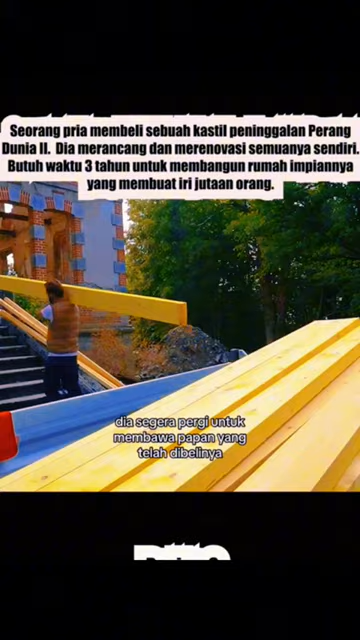 Seorang pria membeli sebuah kastil peninggalan Perang
Dunia II. Dia merancang dan merenovasi semuanya sendiri.
Butuh waktu 3 tahun untuk membangun rumah impiannya
yang membuat iri jutaan orang.
dia segera pergi untuk
membawa papan yang
telah dibelinya